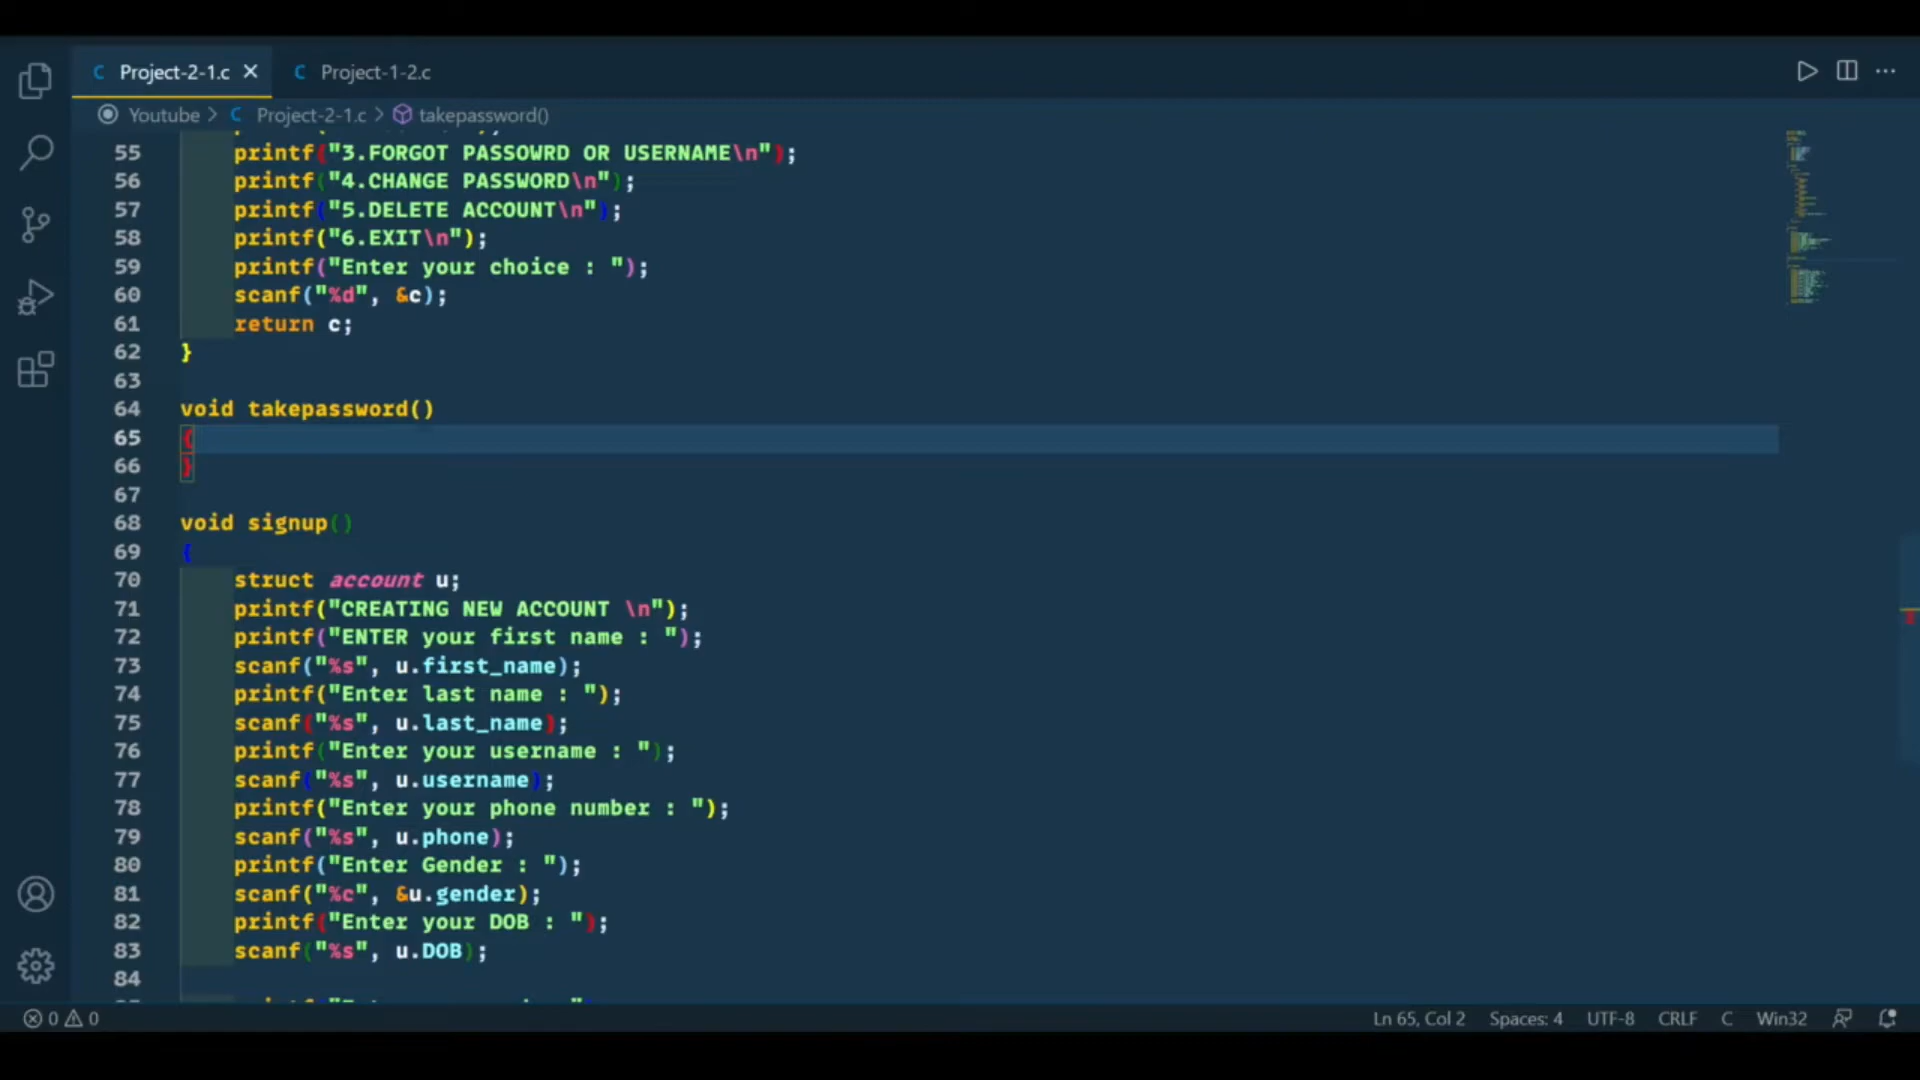 Project-2-1.c
Project-1-2.c
Youtube > C Project-2-1.c > takepassword()
55 printf("3.FORGOT PASSOWRD OR USERNAME\n");
56 printf("4.CHANGE PASSWORD\n");
57 printf("5.DELETE ACCOUNT\n");
58 printf("6.EXIT\n");
59 printf("Enter your choice : ");
60 scanf("%d", &c);
61 return c;
62 }
63
64 void takepassword()
65 {
66 }
67
68 void signup()
69 {
70 struct account u;
71 printf("CREATING NEW ACCOUNT \n");
72 printf("ENTER your first name : ");
73 scanf("%s", u.first_name);
74 printf("Enter last name : ");
75 scanf("%s", u.last_name);
76 printf("Enter your username : ");
77 scanf("%s", u.username);
78 printf("Enter your phone number : ");
79 scanf("%s", u.phone);
80 printf("Enter Gender : ");
81 scanf("%c", &u.gender);
82 printf("Enter your DOB : ");
83 scanf("%s", u.DOB);
84
0 0 Ln 65, Col 2 Spaces: 4 UTF-8 CRLF C Win32